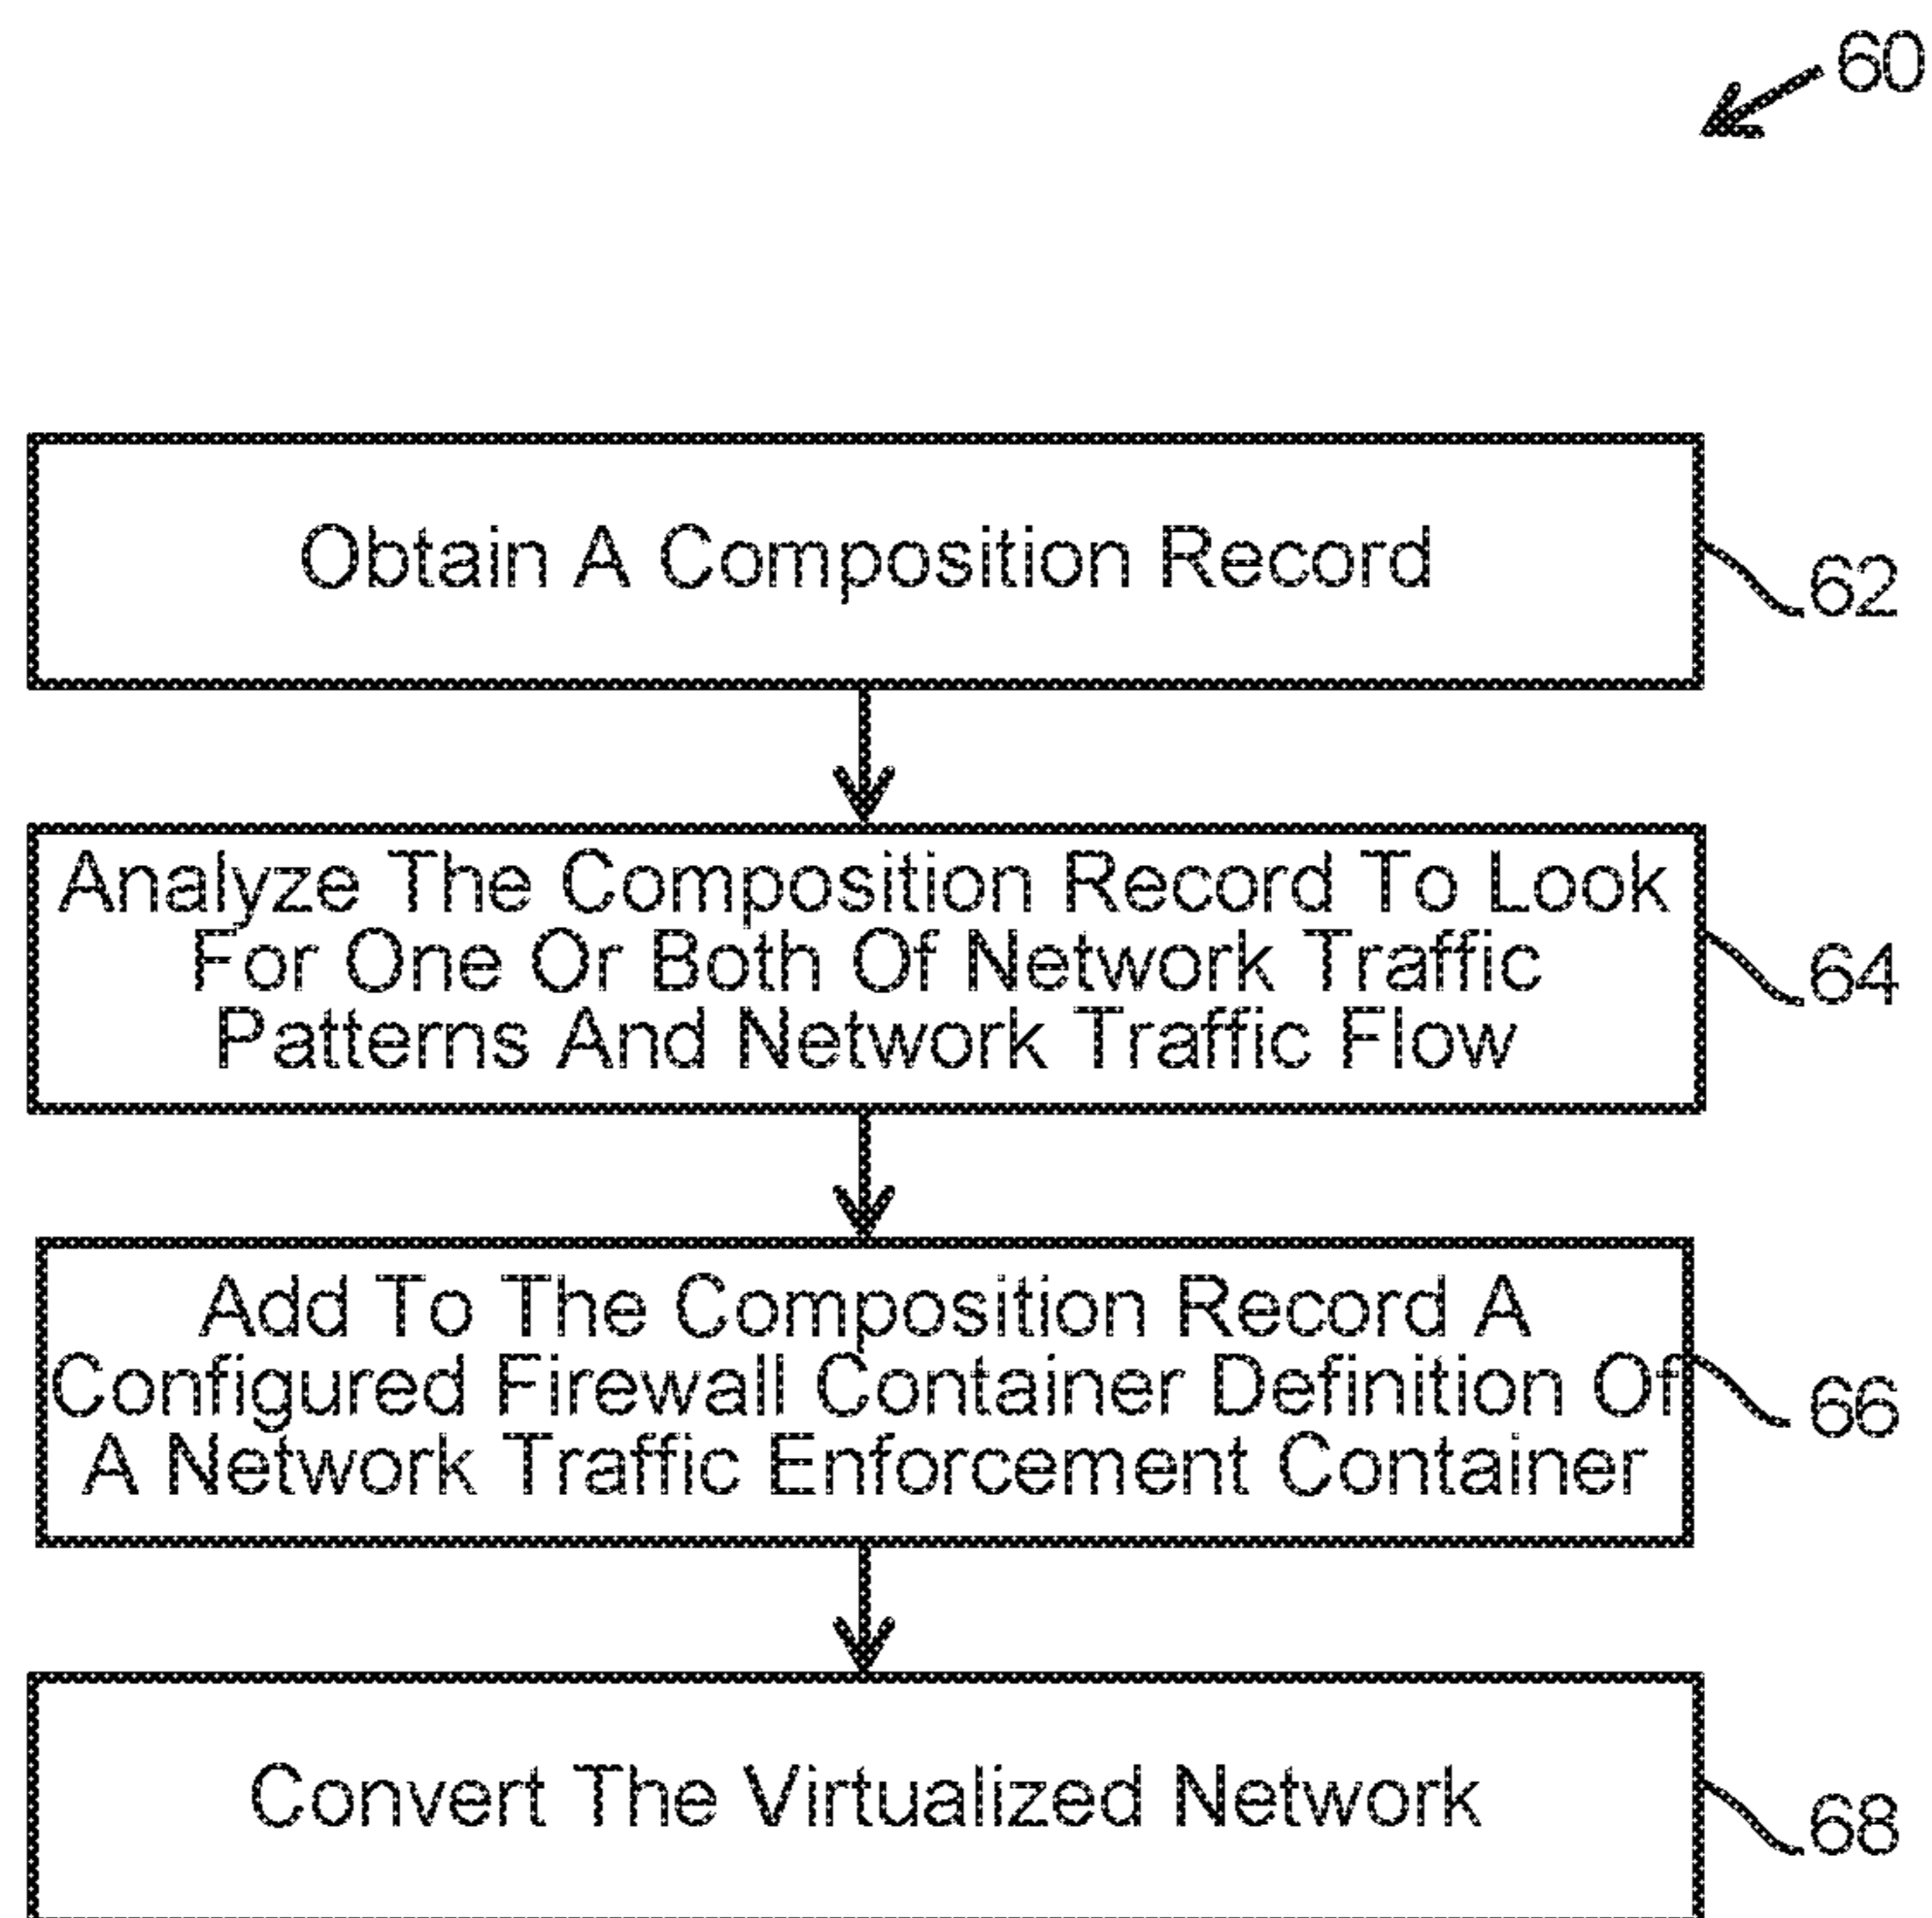 60
Obtain A Composition Record
62
Analyze The Composition Record To Look
For One Or Both Of Network Traffic
Patterns And Network Traffic Flow
64
Add To The Composition Record A
Configured Firewall Container Definition Of
A Network Traffic Enforcement Container
66
Convert The Virtualized Network
68